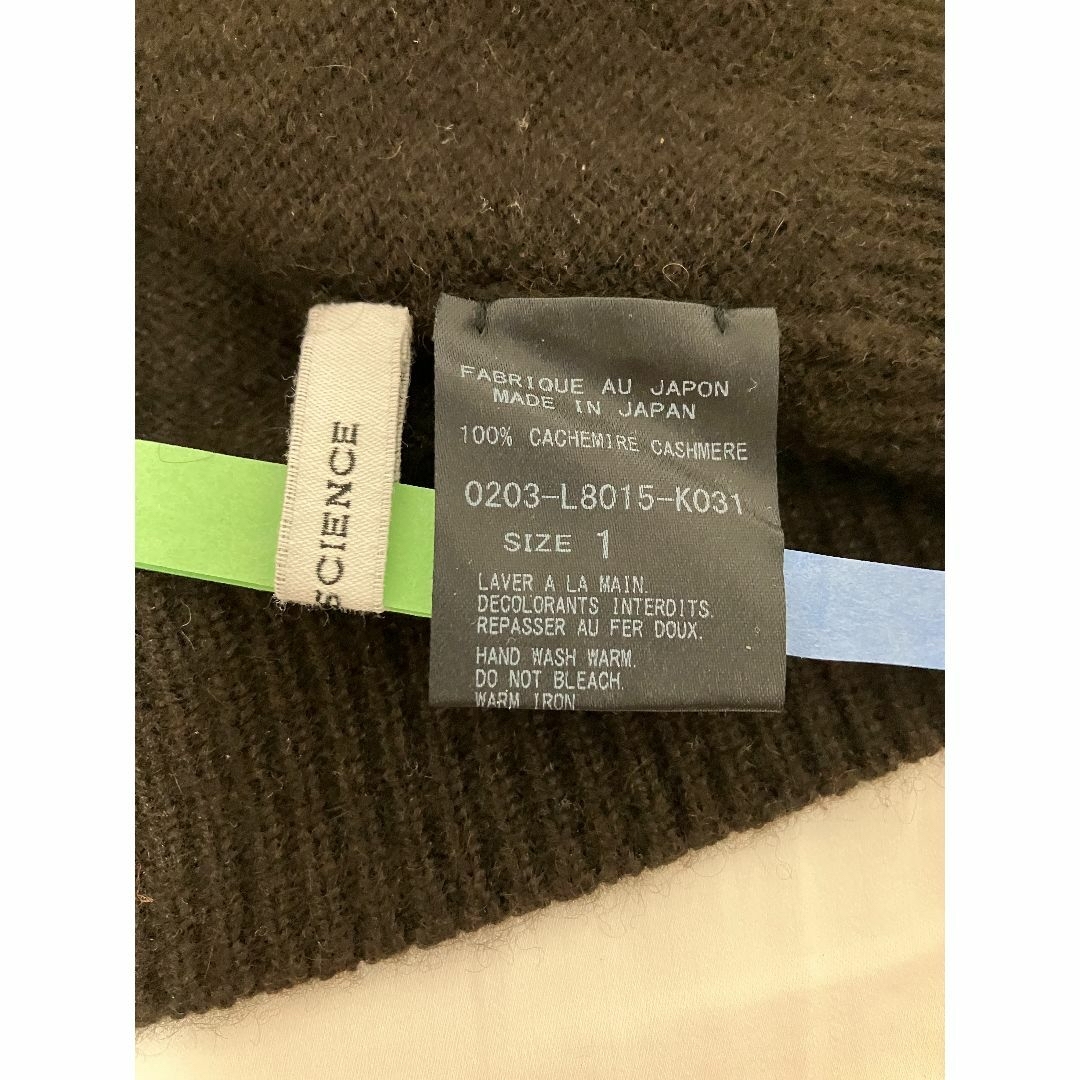 SCIENCE
FABRIQUE AU JAPON
MADE IN JAPAN
100% CACHEMIRE CASHMERE
0203-L8015-K031
SIZE 1
LAVER A LA MAIN.
DECOLORANTS INTERDITS.
REPASSER AU FER DOUX.
HAND WASH WARM.
DO NOT BLEACH.
WARM IRON